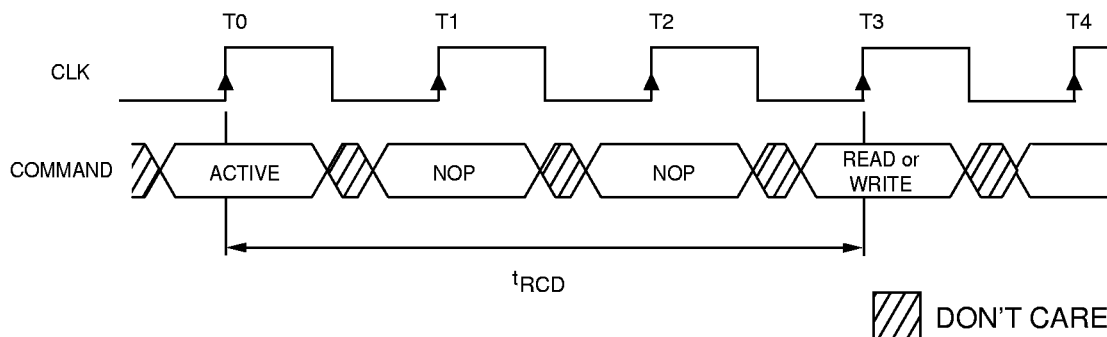 T0 T1 T2 T3 T4
CLK
COMMAND ACTIVE NOP NOP READ or
WRITE
tRCD
DON'T CARE